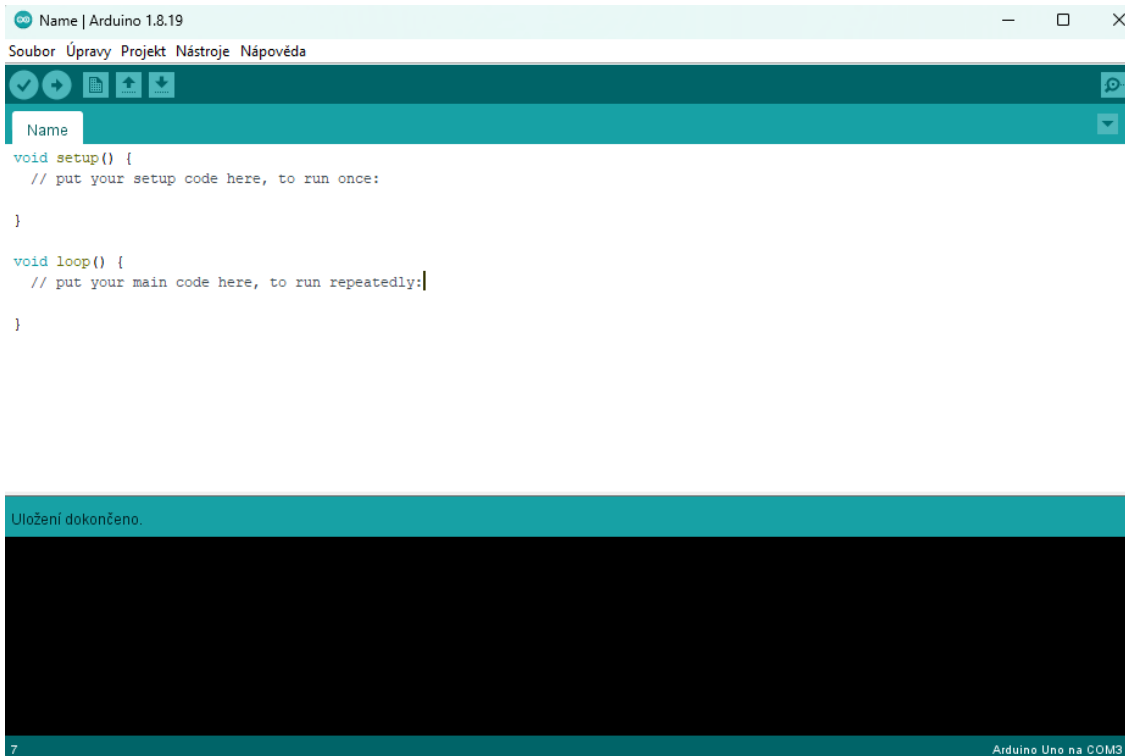 Name | Arduino 1.8.19
Soubor Úpravy Projekt Nástroje Nápověda
Name
void setup() {
  // put your setup code here, to run once:
}
void loop() {
  // put your main code here, to run repeatedly:
}
Uložení dokončeno.
7 Arduino Uno na COM3